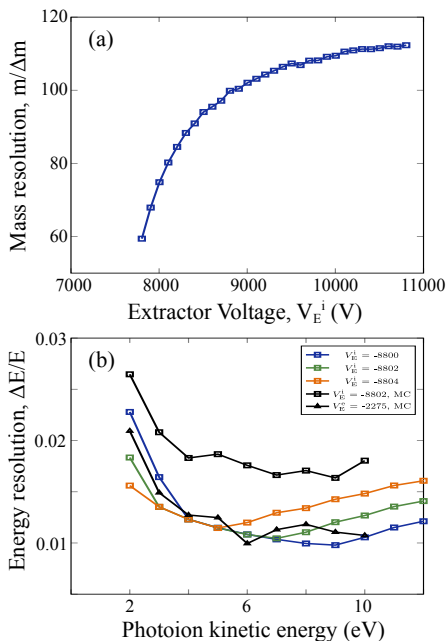 (a)
Mass resolution, m/Δm
120
100
80
60
7000 8000 9000 10000 11000
Extractor Voltage, V_E^i (V)
(b)
Energy resolution, ΔE/E
0.03
0.02
0.01
V_E^i = -8800
V_E^i = -8802
V_E^i = -8804
V_E^i = -8802, MC
V_E^e = -2275, MC
2 6 10
Photoion kinetic energy (eV)